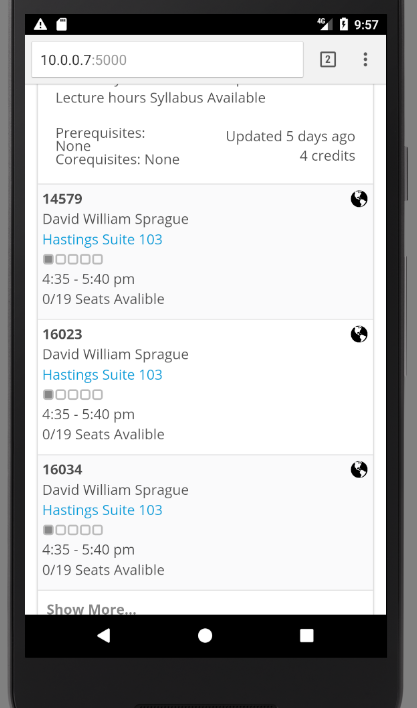 4G 9:57
10.0.0.7:5000 2
Lecture hours Syllabus Available
Prerequisites:
None
Corequisites: None
Updated 5 days ago
4 credits
14579
David William Sprague
Hastings Suite 103
4:35 - 5:40 pm
0/19 Seats Avalible
16023
David William Sprague
Hastings Suite 103
4:35 - 5:40 pm
0/19 Seats Avalible
16034
David William Sprague
Hastings Suite 103
4:35 - 5:40 pm
0/19 Seats Avalible
Show More...